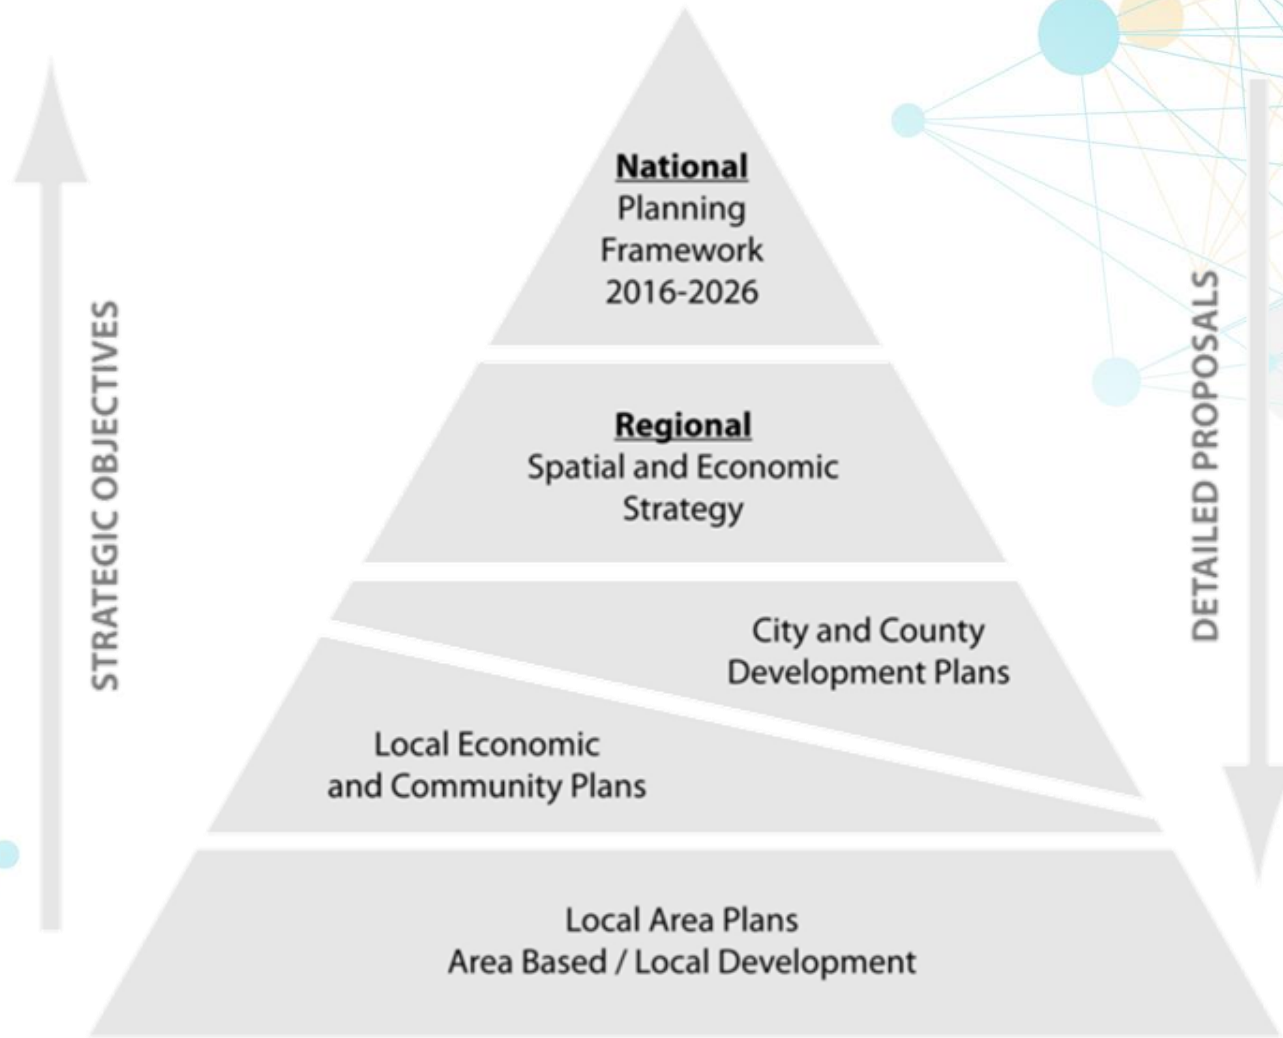 National
Planning
Framework
2016-2026
Regional
Spatial and Economic
Strategy
City and County
Development Plans
Local Economic
and Community Plans
Local Area Plans
Area Based / Local Development
STRATEGIC OBJECTIVES
DETAILED PROPOSALS